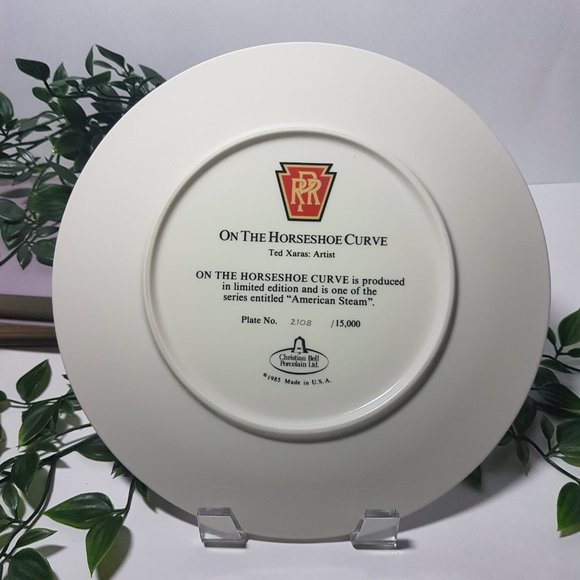 PRR
ON THE HORSESHOE CURVE
Ted Xaras: Artist
ON THE HORSESHOE CURVE is produced
in limited edition and is one of the
series entitled "American Steam".
Plate No. 2108 /15,000
Christian Bell
Porcelain Ltd.
©1985 Made in U.S.A.